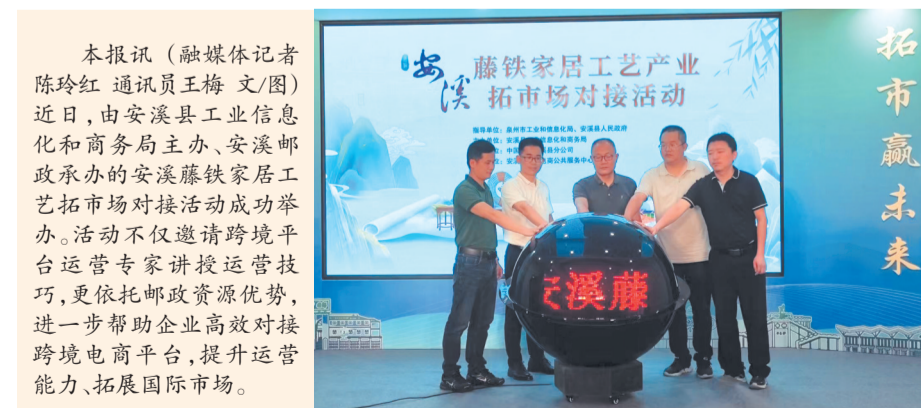 本报讯（融媒体记者
陈玲红 通讯员王梅 文/图）
近日,由安溪县工业信息
化和商务局主办、安溪邮
政承办的安溪藤铁家居工
艺拓市场对接活动成功举
办。活动不仅邀请跨境平
台运营专家讲授运营技
巧,更依托邮政资源优势,
进一步帮助企业高效对接
跨境电商平台,提升运营
能力、拓展国际市场。
安溪
藤铁家居工艺产业
拓市场对接活动
指导单位：泉州市工业和信息化局、安溪县人民政府
拓市赢未来
安溪藤